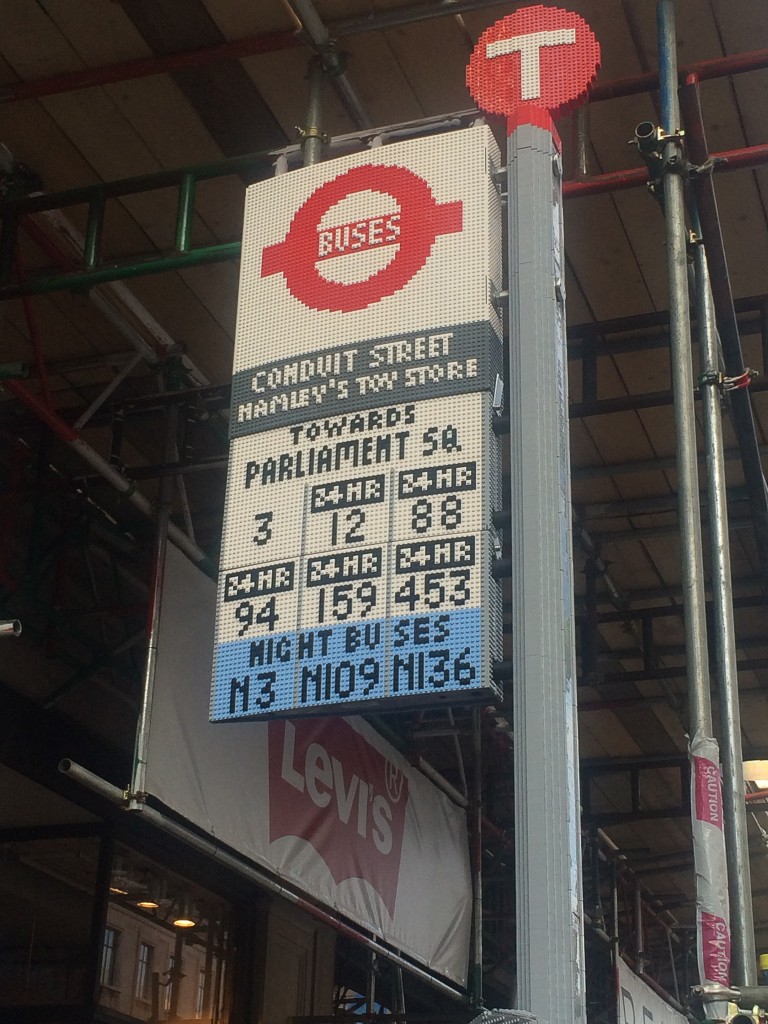 T
BUSES
CONDUIT STREET
HAMLEY'S TOY STORE
TOWARDS
PARLIAMENT SQ.
24HR 24HR
3 12 88
24HR 24HR 24HR
94 159 453
NIGHT BUSES
N3 N109 N136
Levi's®
CAUTION
CAUTION